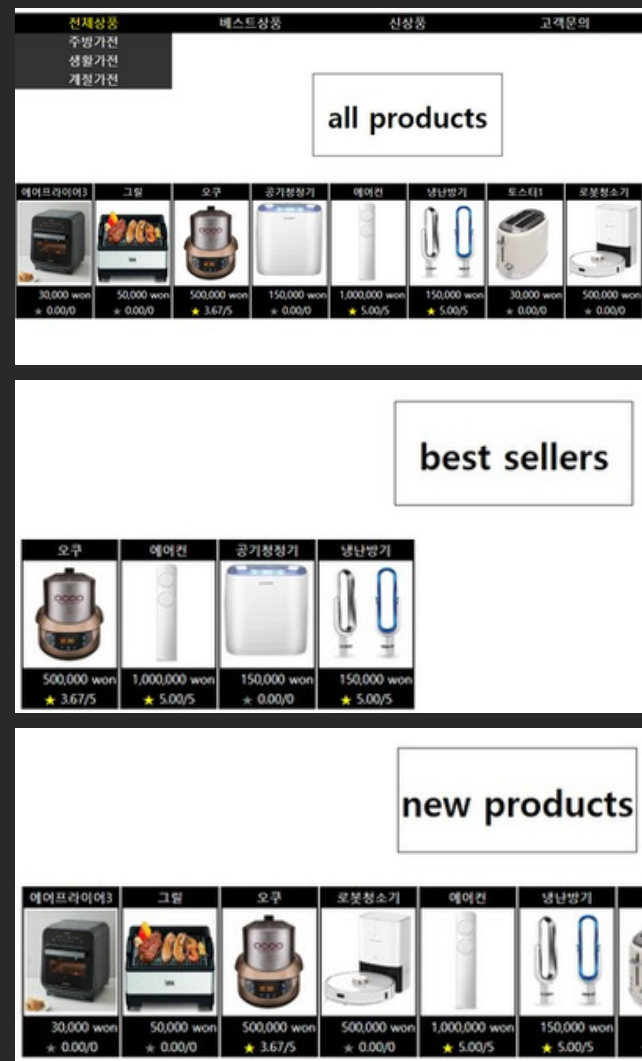 전체상품 베스트상품 신상품 고객문의
주방가전
생활가전
계절가전
all products
에어프라이어3 그릴 오쿠 공기청정기 에어컨 냉난방기 토스터1 로봇청소기
30,000 won 50,000 won 500,000 won 150,000 won 1,000,000 won 150,000 won 30,000 won 500,000 won
★ 0.00/0 ★ 0.00/0 ★ 3.67/5 ★ 0.00/0 ★ 5.00/5 ★ 5.00/5 ★ 0.00/0 ★ 0.00/0
best sellers
오쿠 에어컨 공기청정기 냉난방기
500,000 won 1,000,000 won 150,000 won 150,000 won
★ 3.67/5 ★ 5.00/5 ★ 0.00/0 ★ 5.00/5
new products
에어프라이어3 그릴 오쿠 로봇청소기 에어컨 냉난방기
30,000 won 50,000 won 500,000 won 500,000 won 1,000,000 won 150,000 won
★ 0.00/0 ★ 0.00/0 ★ 3.67/5 ★ 0.00/0 ★ 5.00/5 ★ 5.00/5